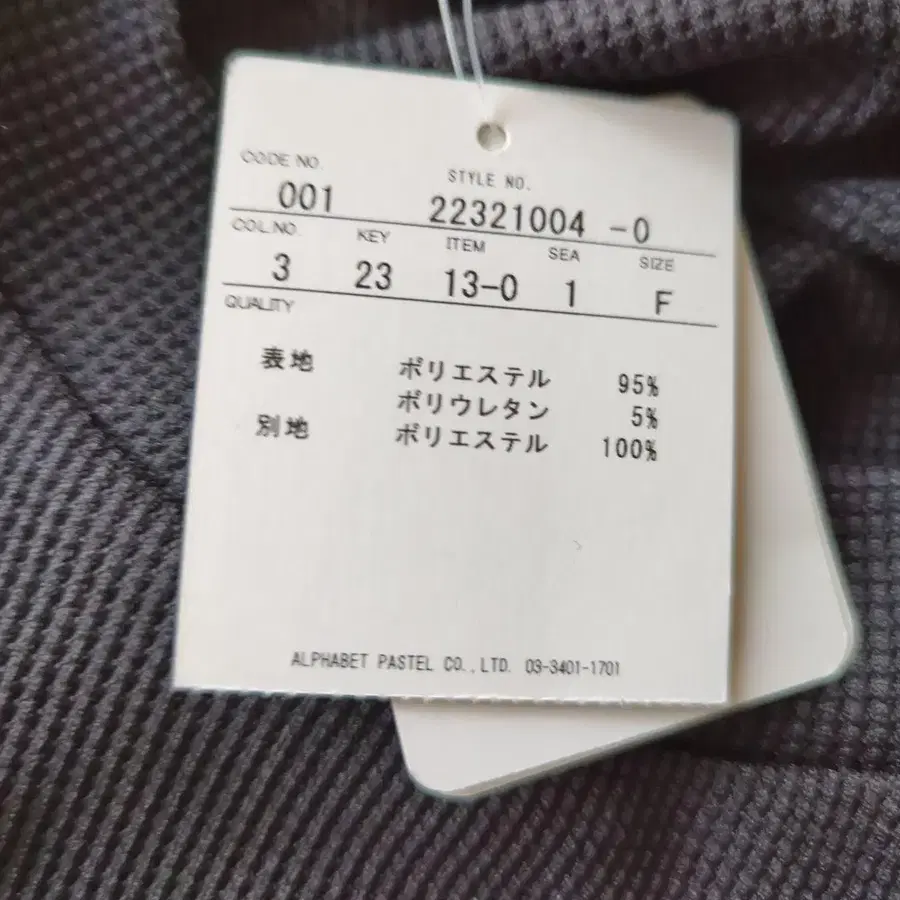 CODE NO. STYLE NO.
001 22321004 -0
COL.NO. KEY ITEM SEA SIZE
3 23 13-0 1 F
QUALITY
表地 ポリエステル 95%
ポリウレタン 5%
別地 ポリエステル 100%
ALPHABET PASTEL CO.,LTD. 03-3401-1701